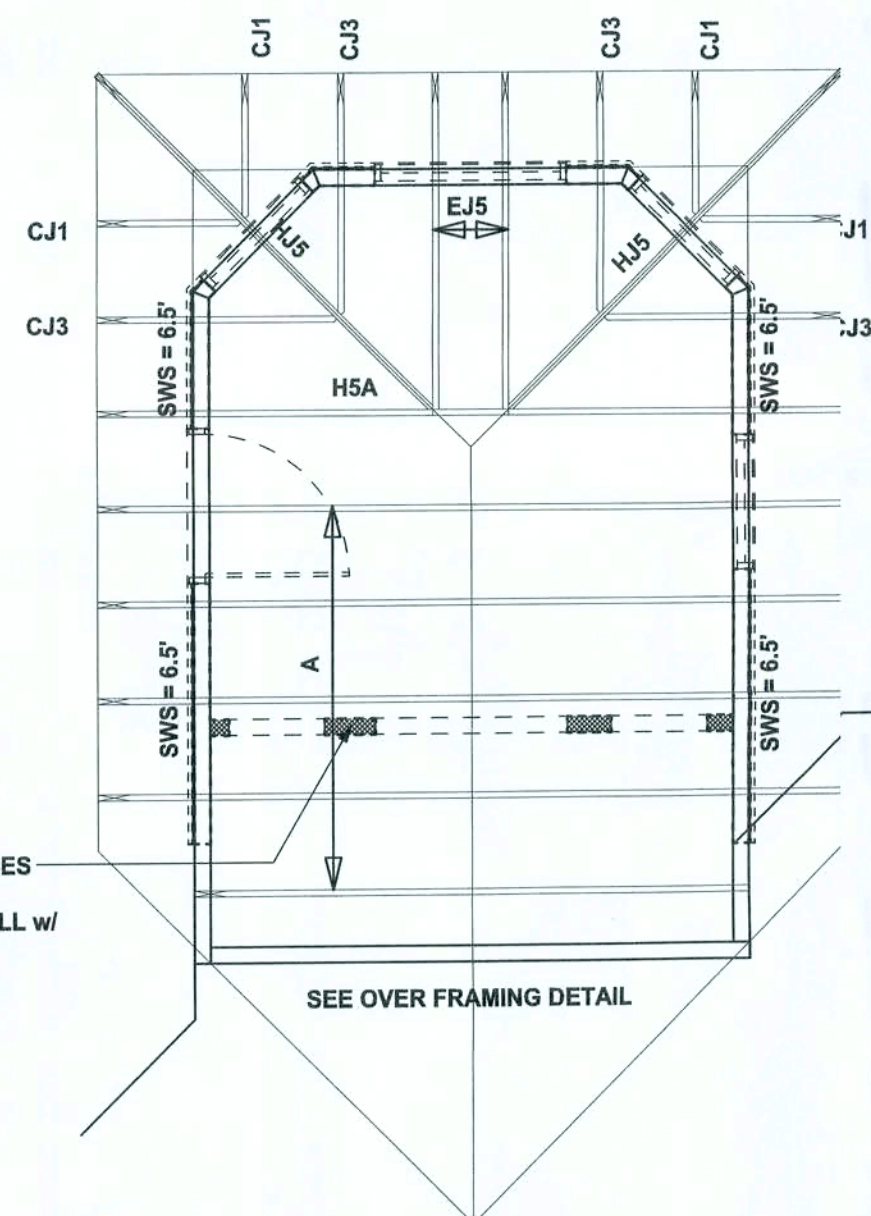 CJ1
CJ3
CJ3
CJ1
CJ1
EJ5
HJ5
HJ5
J1
CJ3
SWS = 6.5'
SWS = 6.5'
CJ3
H5A
A
SWS = 6.5'
SWS = 6.5'
ES
LL w/
SEE OVER FRAMING DETAIL